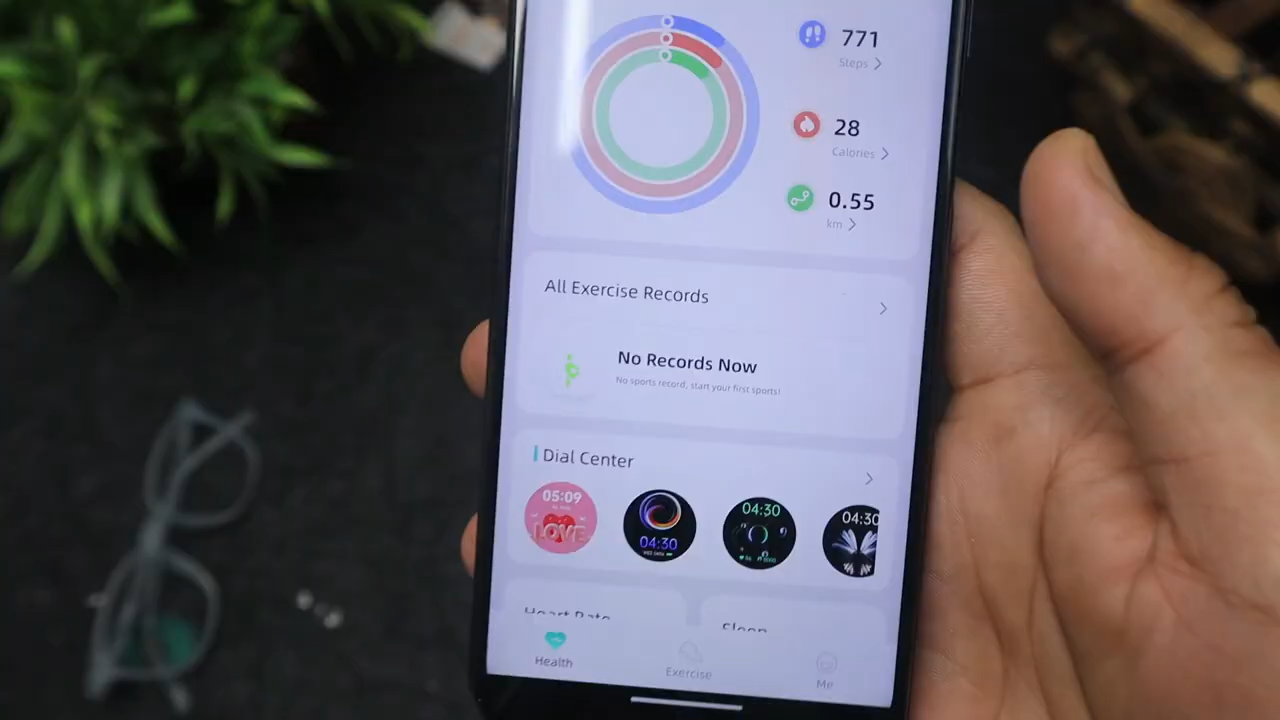 771
Steps
28
Calories
0.55
km
All Exercise Records
No Records Now
No sports record, start your first sports!
Dial Center
05:09
LOVE
04:30
04:30
04:30
Heart Rate
Sleep
Health
Exercise
Me